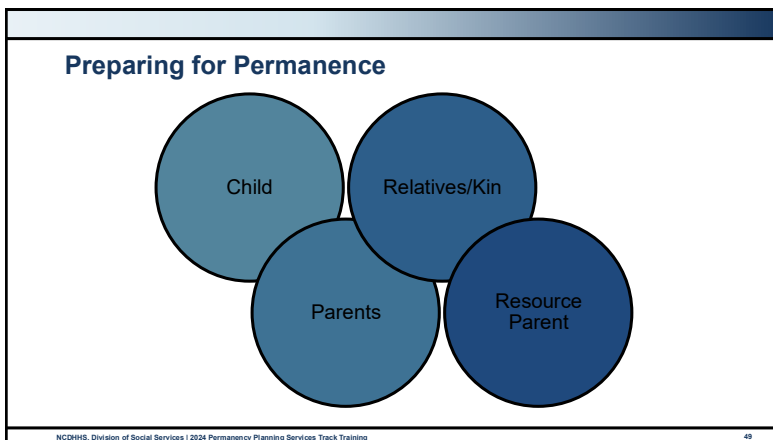 Preparing for Permanence
Child
Relatives/Kin
Parents
Resource
Parent
NCDHHS, Division of Social Services | 2024 Permanency Planning Services Track Training
49